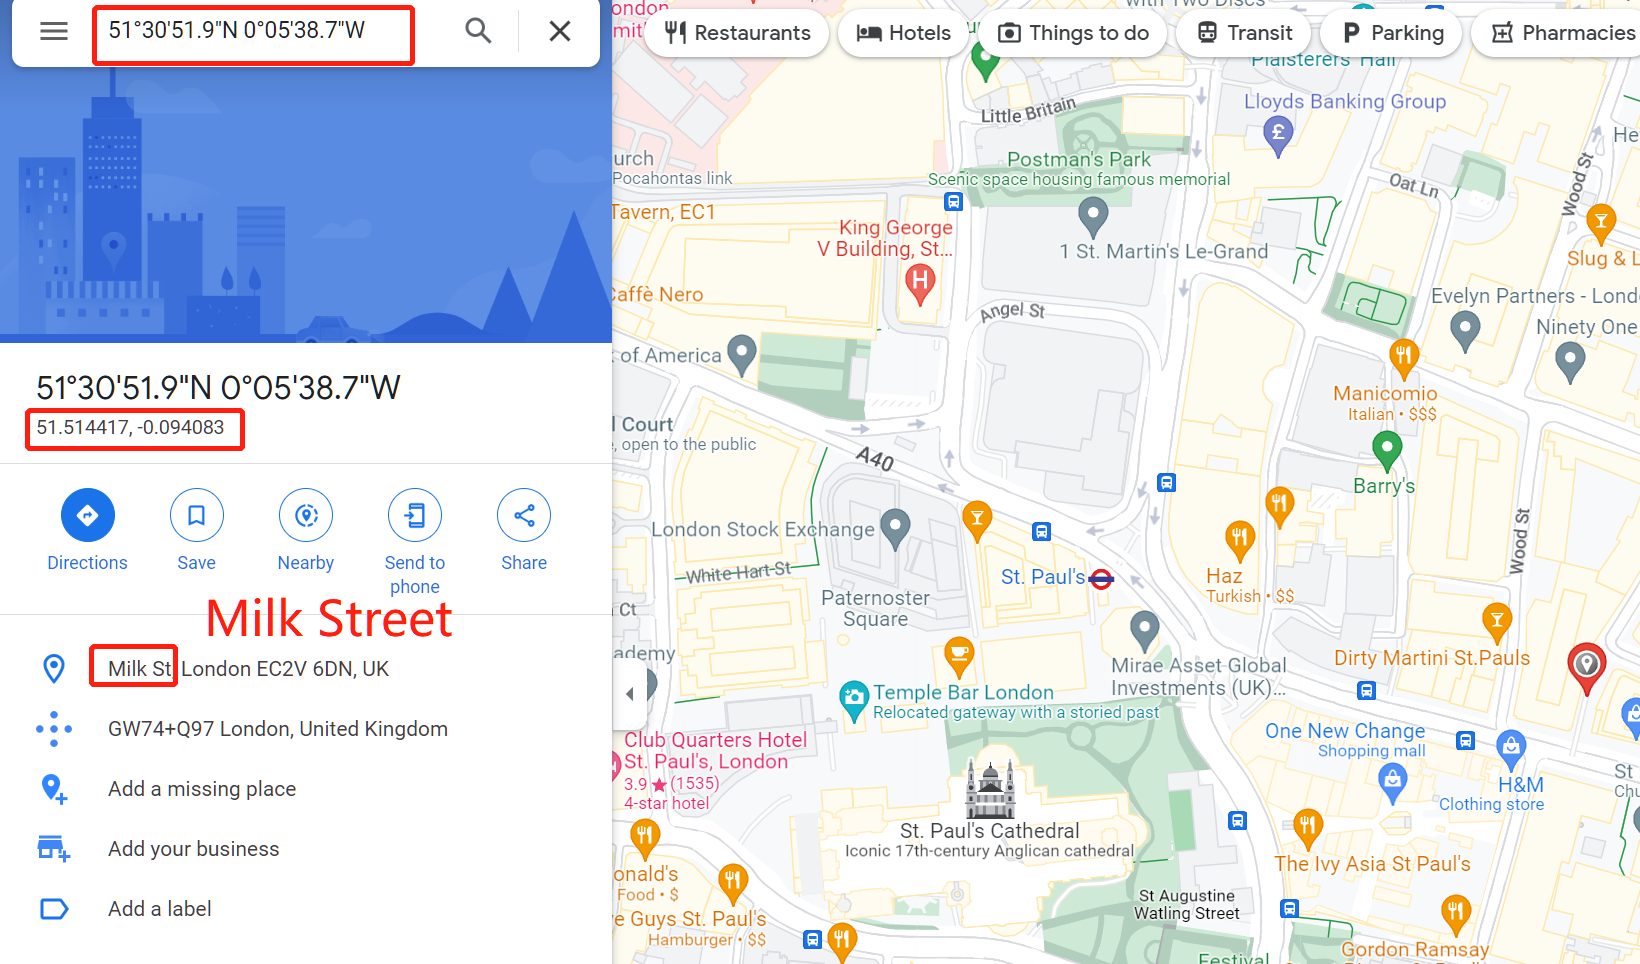 51°30'51.9"N 0°05'38.7"W
51°30'51.9"N 0°05'38.7"W
51.514417, -0.094083
Directions
Save
Nearby
Send to
phone
Share
Milk Street
Milk St, London EC2V 6DN, UK
GW74+Q97 London, United Kingdom
Add a missing place
Add your business
Add a label
Restaurants
Hotels
Things to do
Transit
Parking
Pharmacies
Plaisterers' Hall
Little Britain
Lloyds Banking Group
Postman's Park
Scenic space housing famous memorial
urch
Pocahontas link
Oat Ln
Wood St
Tavern, EC1
King George
V Building, St...
1 St. Martin's Le-Grand
Slug & L
Caffè Nero
Angel St
Evelyn Partners - Lond
Ninety One
of America
Manicomio
Italian • $$$
l Court
, open to the public
A40
Barry's
London Stock Exchange
Wood St
White Hart St
St. Paul's
Haz
Turkish • $$
Ct
Paternoster
Square
ademy
Mirae Asset Global
Investments (UK)...
Dirty Martini St.Pauls
Temple Bar London
Relocated gateway with a storied past
Club Quarters Hotel
St. Paul's, London
3.9 ★ (1535)
4-star hotel
One New Change
Shopping mall
H&M
Clothing store
St
Chu
St. Paul's Cathedral
Iconic 17th-century Anglican cathedral
The Ivy Asia St Paul's
onald's
Food • $
St Augustine
Watling Street
e Guys St. Paul's
Hamburger • $$
Gordon Ramsay
Festival